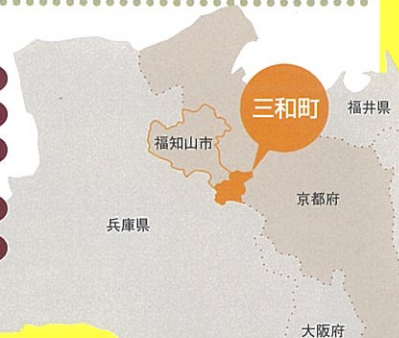 三和町
福井県
福知山市
京都府
兵庫県
大阪府